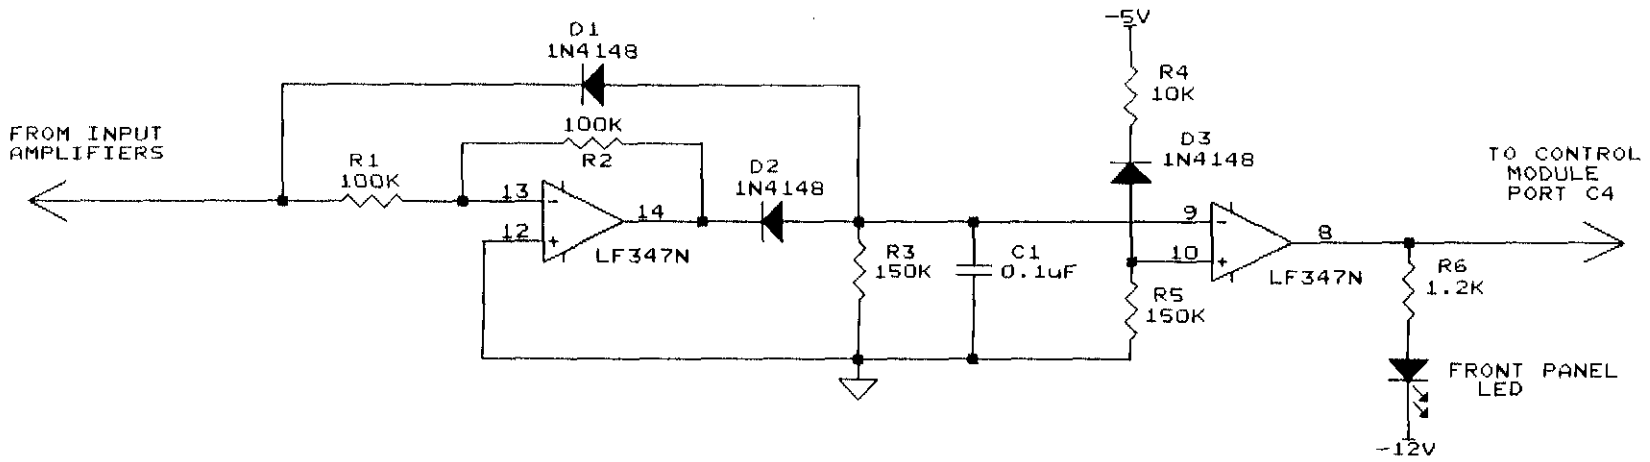 FROM INPUT
AMPLIFIERS
D1
1N4148
100K
R2
R1
100K
13
12
14
LF347N
D2
1N4148
R3
150K
C1
0.1uF
-5V
R4
10K
D3
1N4148
R5
150K
9
10
8
LF347N
TO CONTROL
MODULE
PORT C4
R6
1.2K
FRONT PANEL
LED
-12V